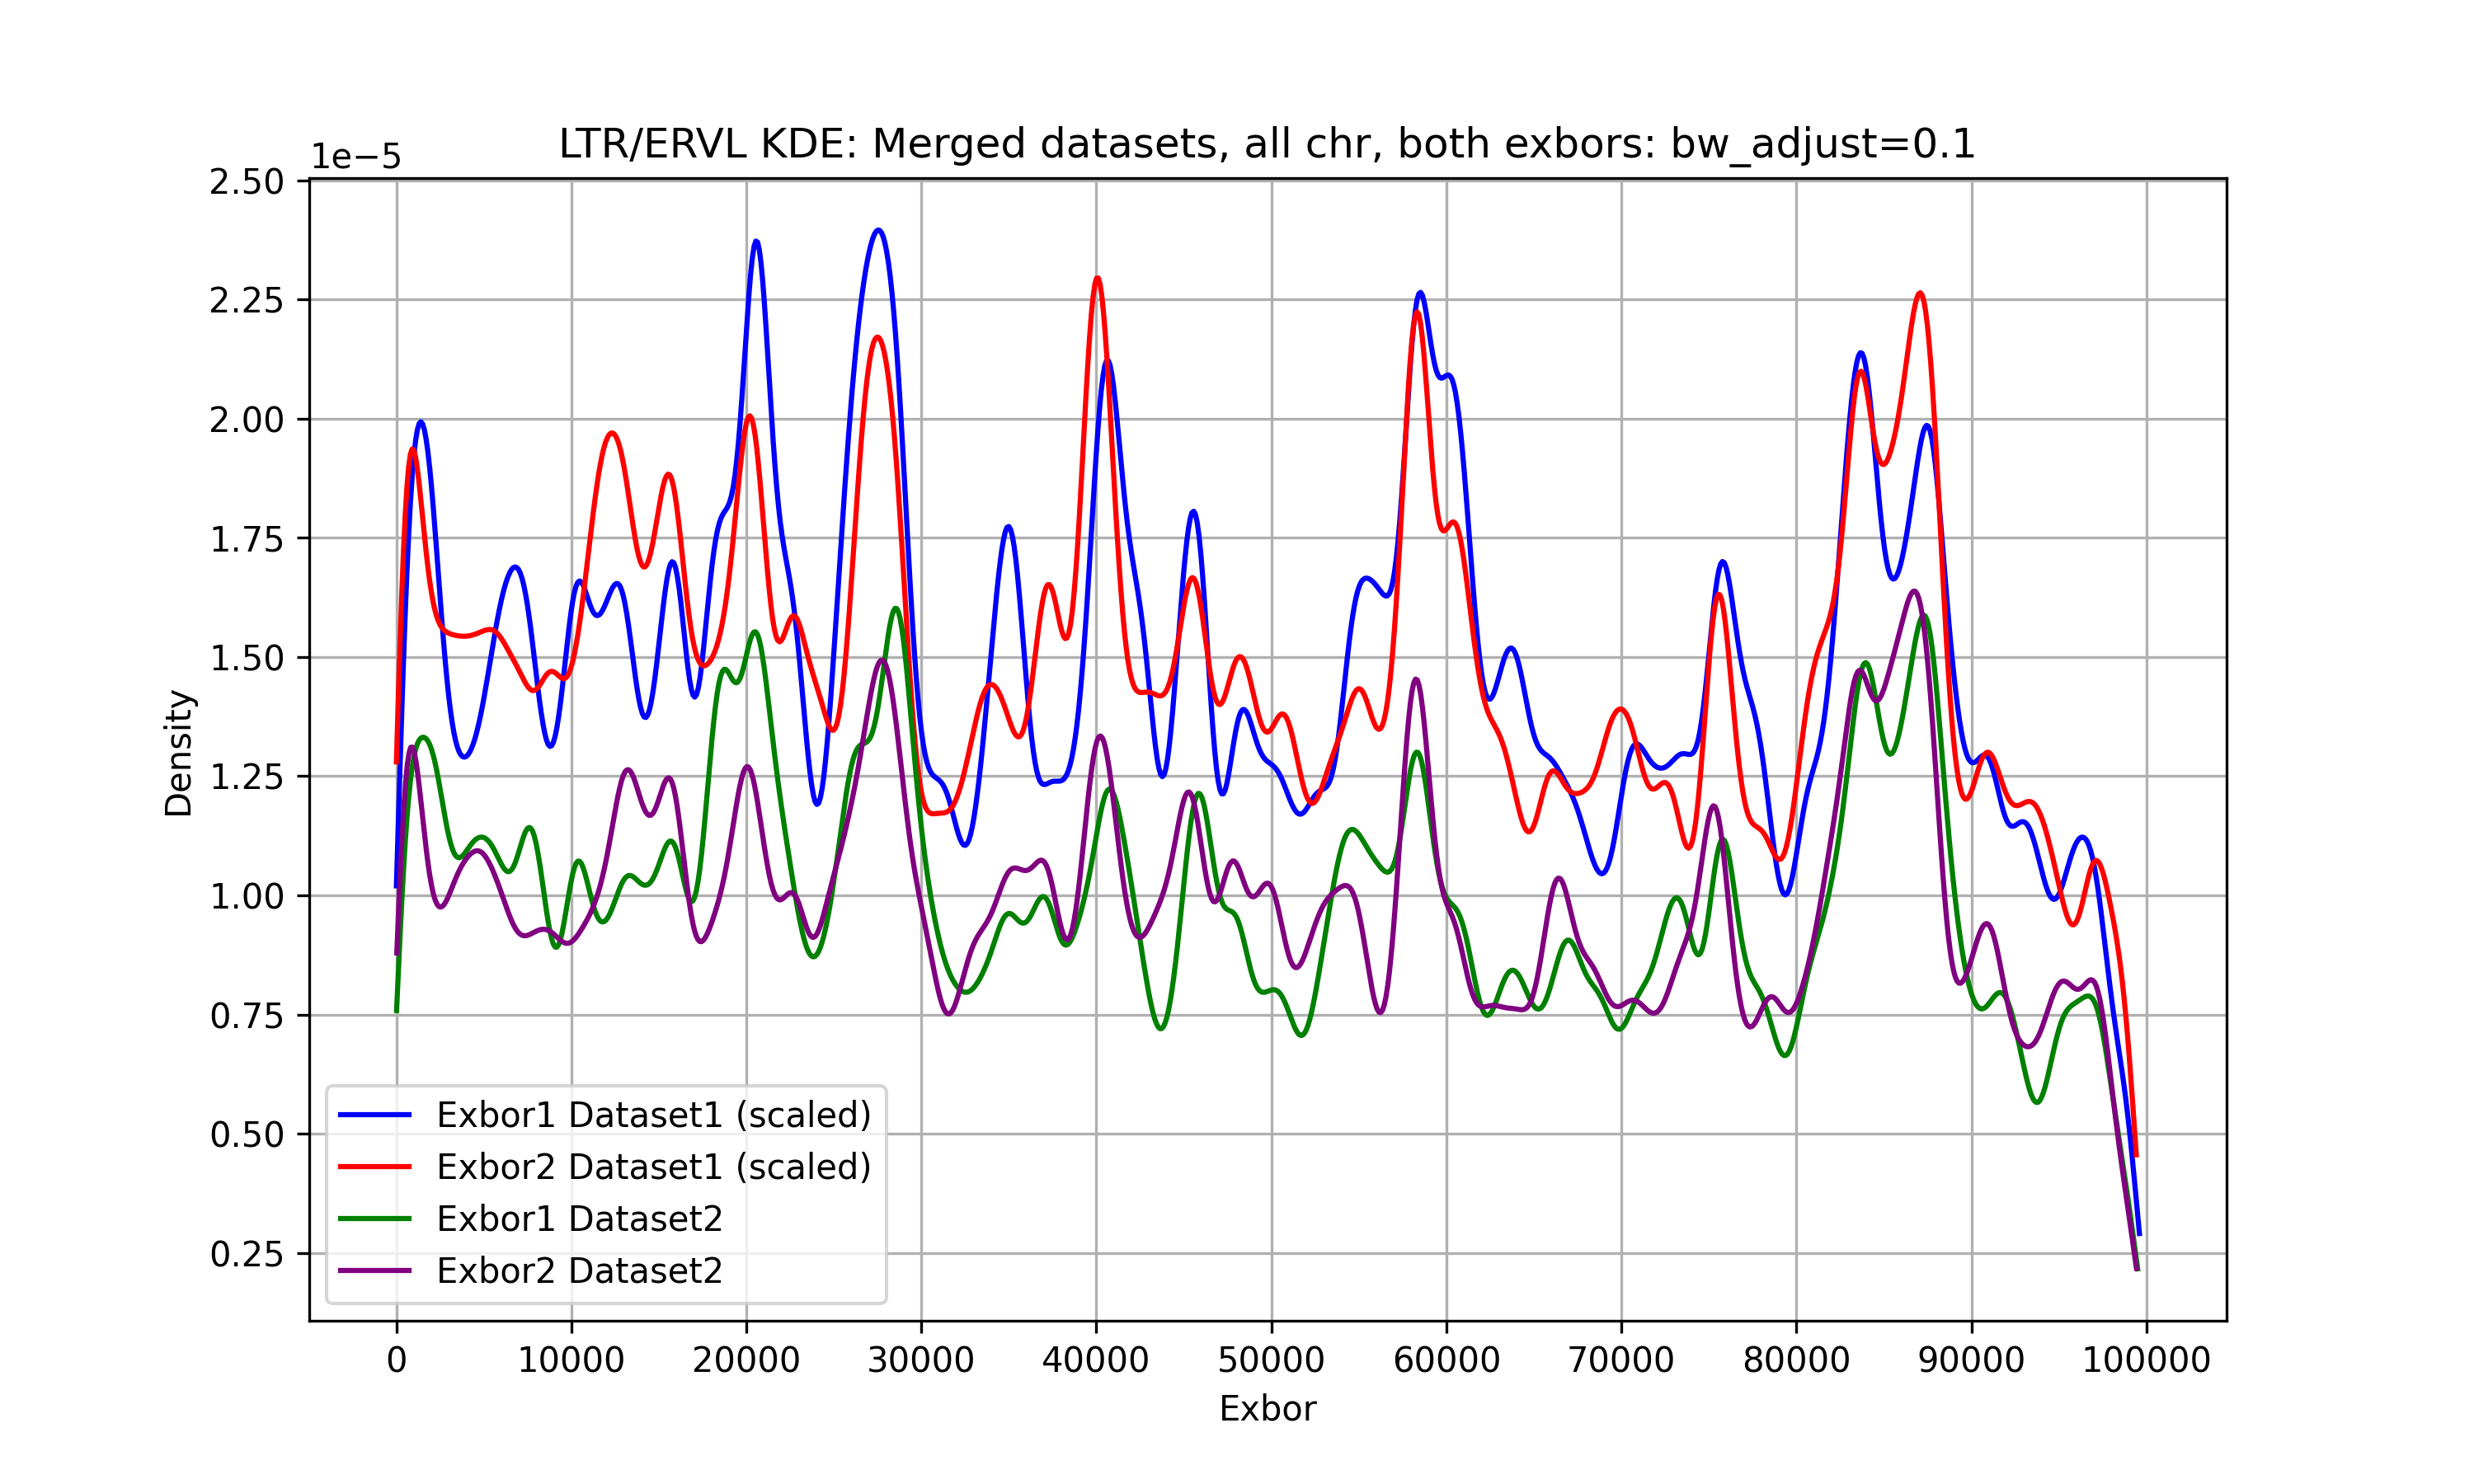 LTR/ERVL KDE: Merged datasets, all chr, both exbors: bw_adjust=0.1
1e−5
2.50
2.25
2.00
1.75
1.50
1.25
1.00
0.75
0.50
0.25
Density
Exbor1 Dataset1 (scaled)
Exbor2 Dataset1 (scaled)
Exbor1 Dataset2
Exbor2 Dataset2
0 10000 20000 30000 40000 50000 60000 70000 80000 90000 100000
Exbor